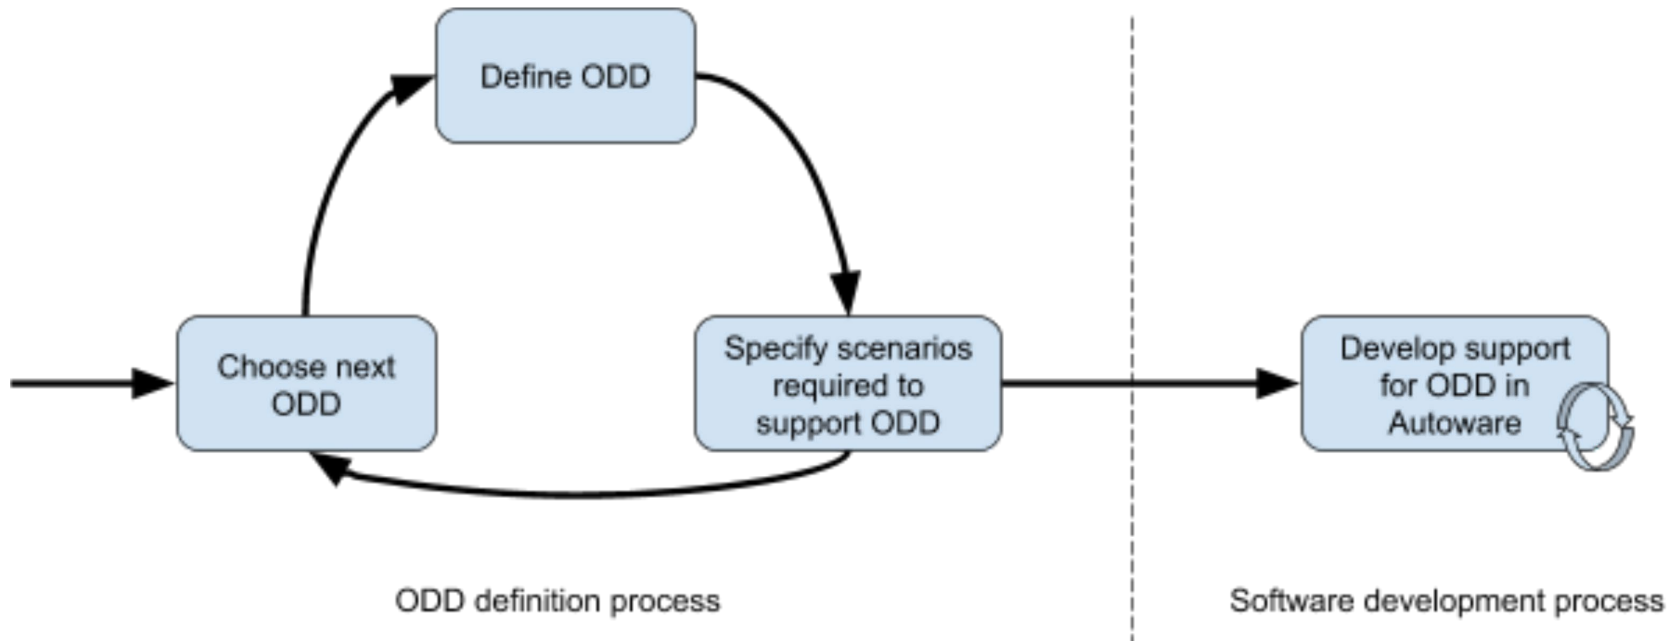 Define ODD
Choose next
ODD
Specify scenarios
required to
support ODD
Develop support
for ODD in
Autoware
ODD definition process
Software development process